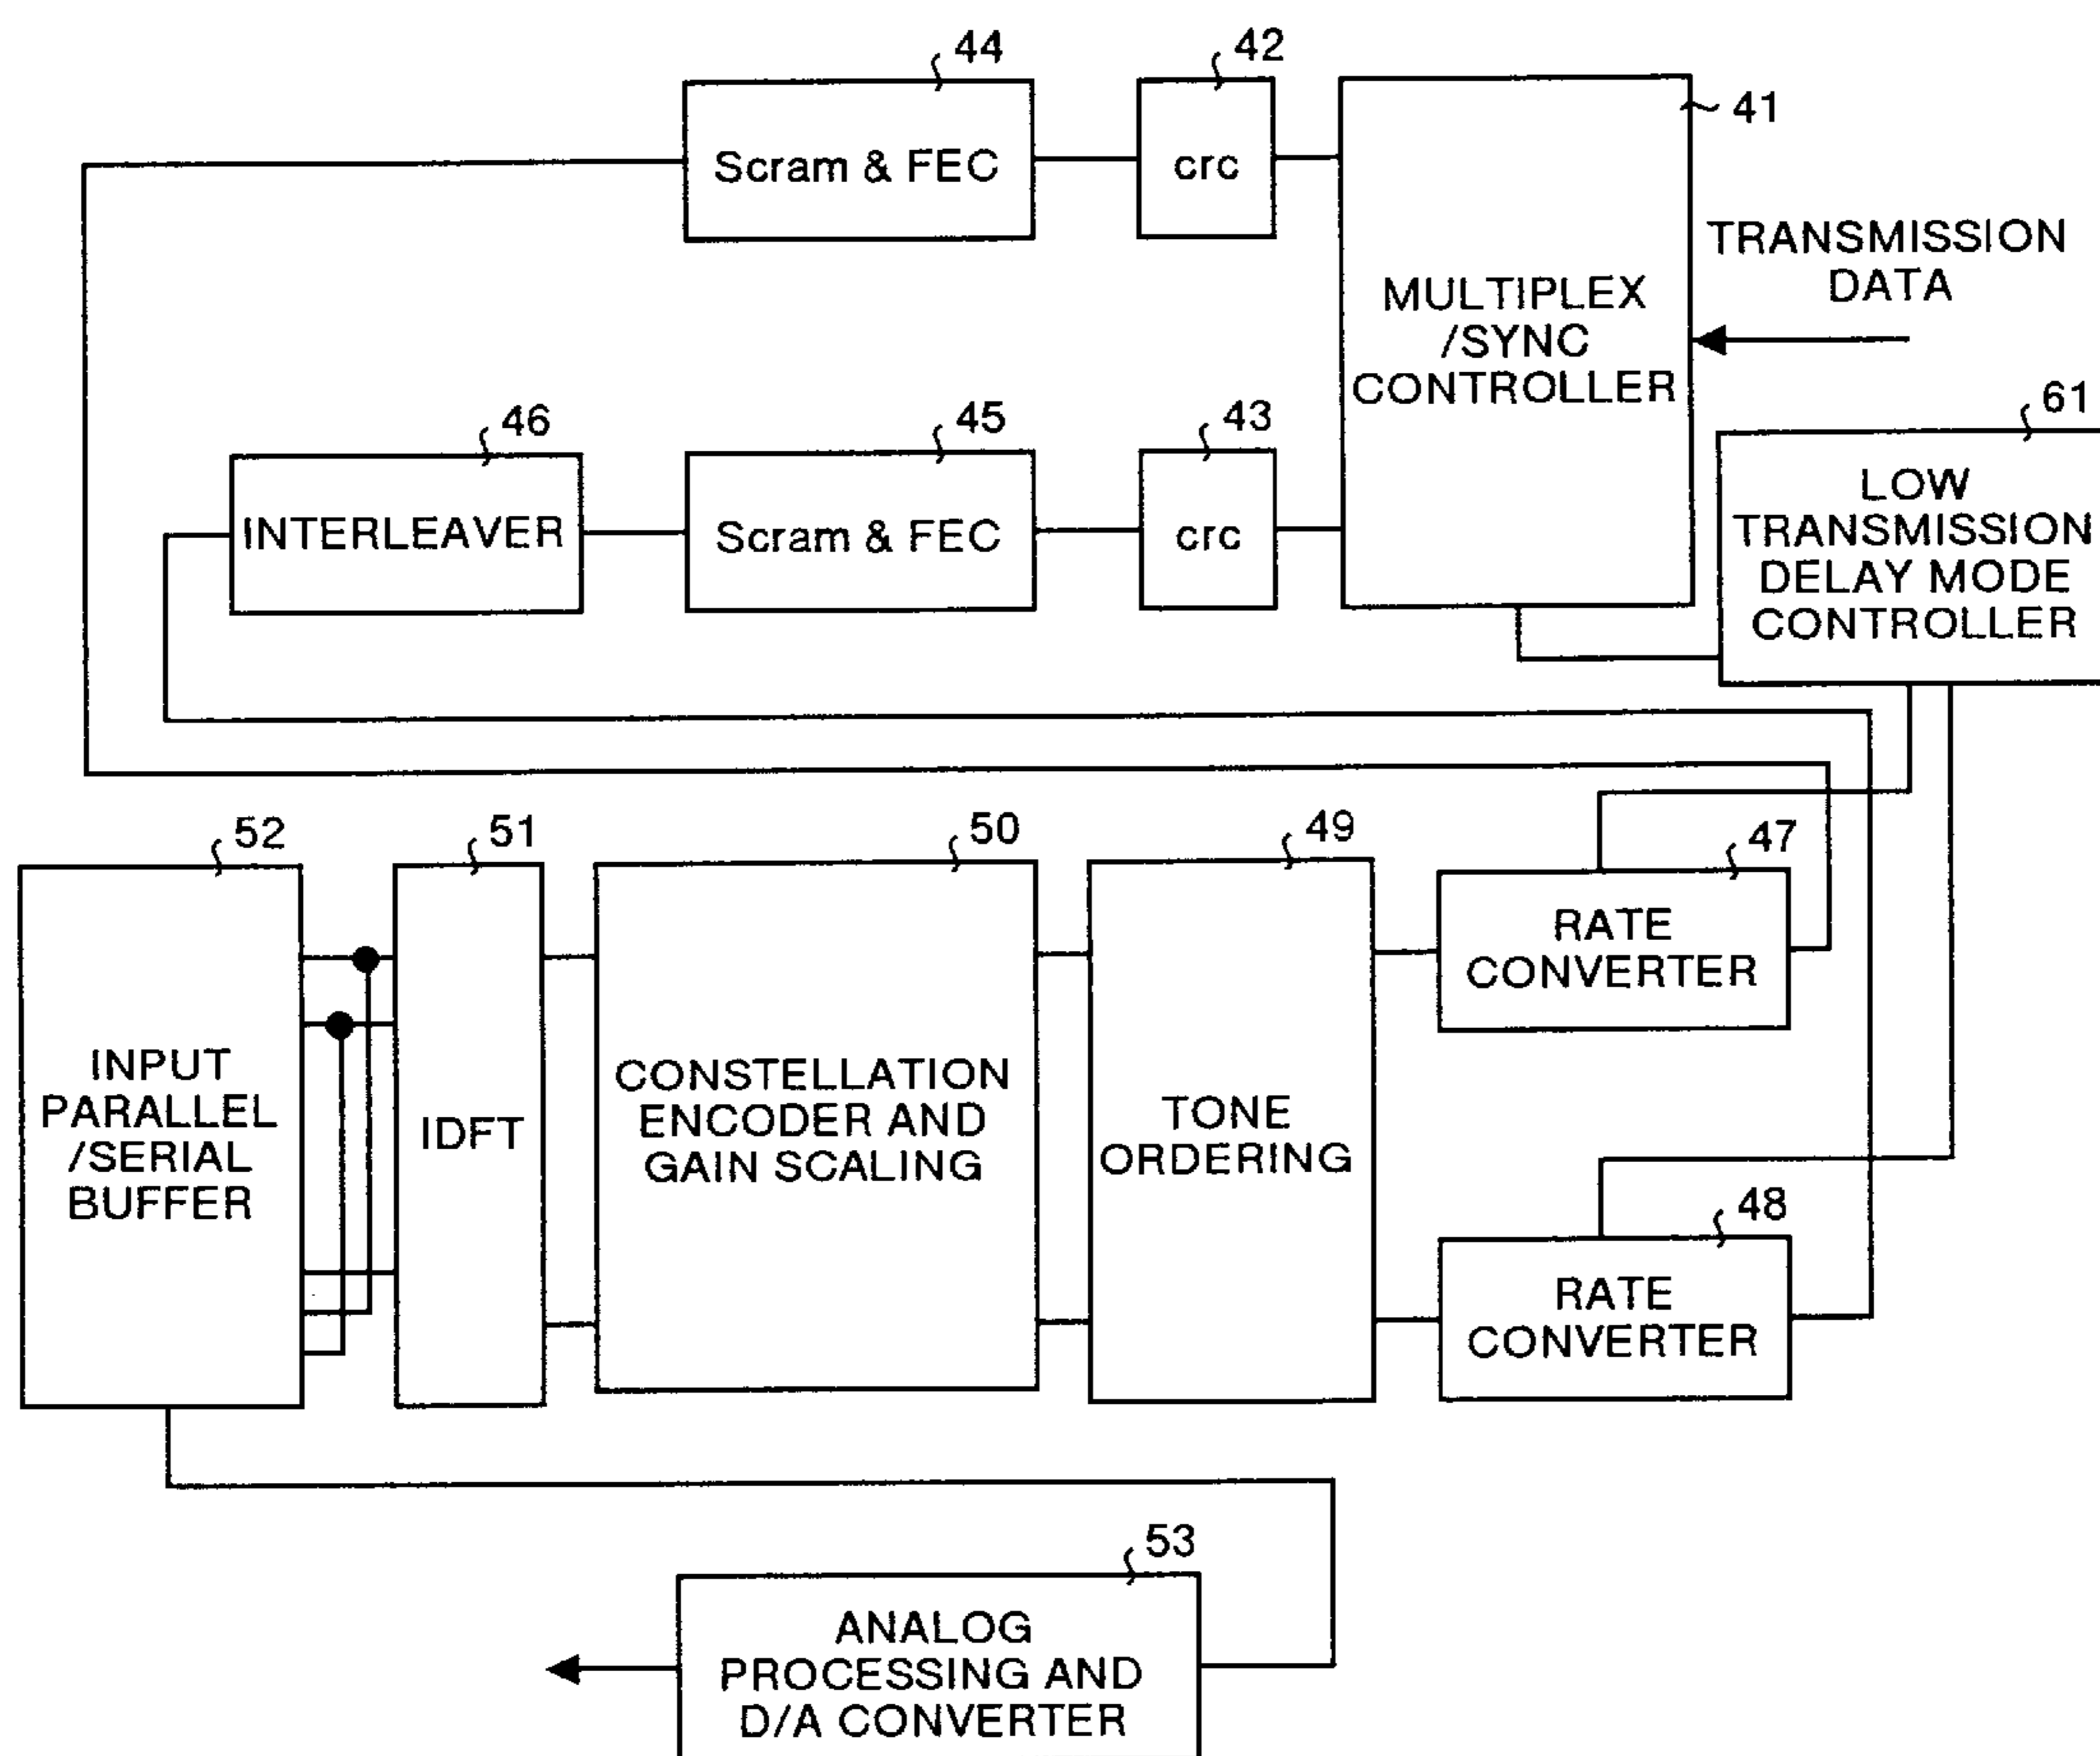 44
42
41
Scram & FEC
crc
TRANSMISSION
DATA
MULTIPLEX
/SYNC
CONTROLLER
61
46
45
43
LOW
TRANSMISSION
DELAY MODE
CONTROLLER
INTERLEAVER
Scram & FEC
crc
52
51
50
49
47
RATE
CONVERTER
INPUT
PARALLEL
/SERIAL
BUFFER
IDFT
CONSTELLATION
ENCODER AND
GAIN SCALING
TONE
ORDERING
48
RATE
CONVERTER
53
ANALOG
PROCESSING AND
D/A CONVERTER